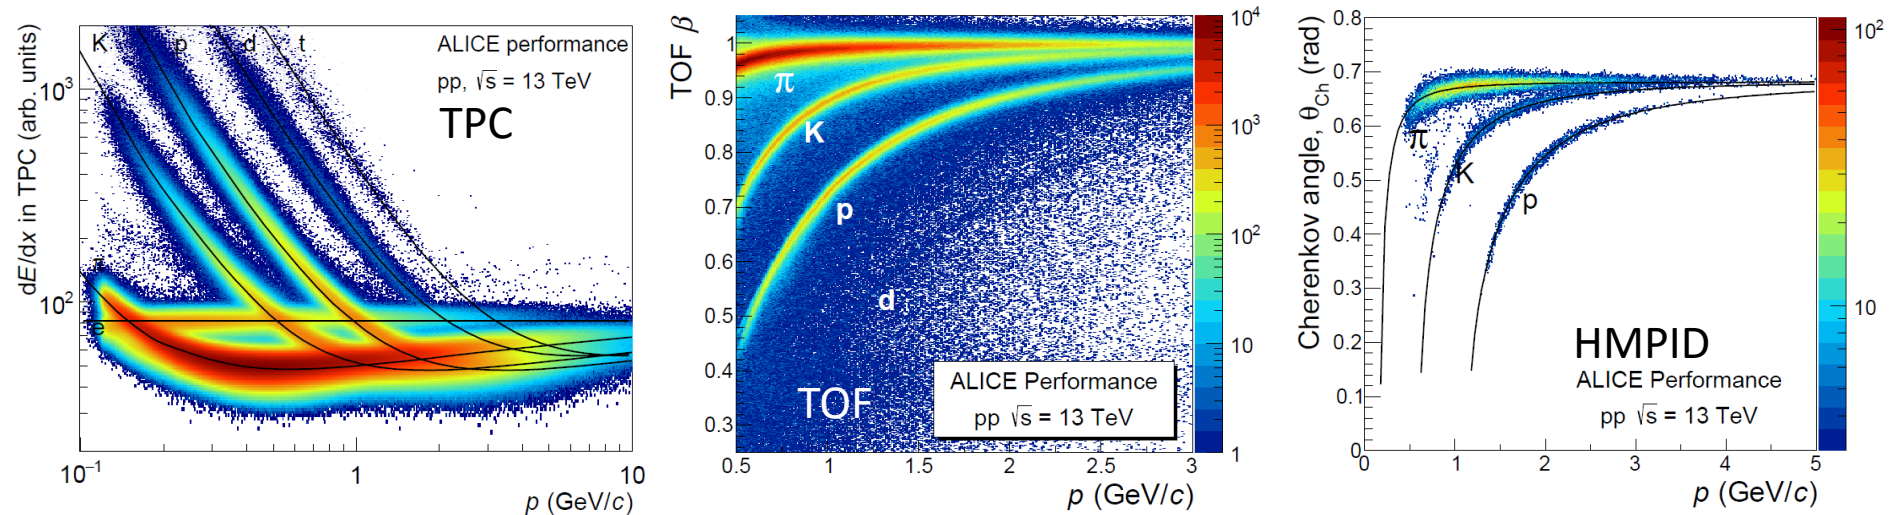 dE/dx in TPC (arb. units)
10³
10²
K p d t
ALICE performance
pp, √s = 13 TeV
TPC
π
e
10⁻¹ 1 10
p (GeV/c)
TOF β
1
0.9
0.8
0.7
0.6
0.5
0.4
0.3
π
K
p
d
TOF
ALICE Performance
pp √s = 13 TeV
0.5 1 1.5 2 2.5 3
p (GeV/c)
10⁴
10³
10²
10
1
Cherenkov angle, θCh (rad)
0.8
0.7
0.6
0.5
0.4
0.3
0.2
0.1
0
π
K
p
HMPID
ALICE Performance
pp √s = 13 TeV
0 1 2 3 4 5
p (GeV/c)
10²
10